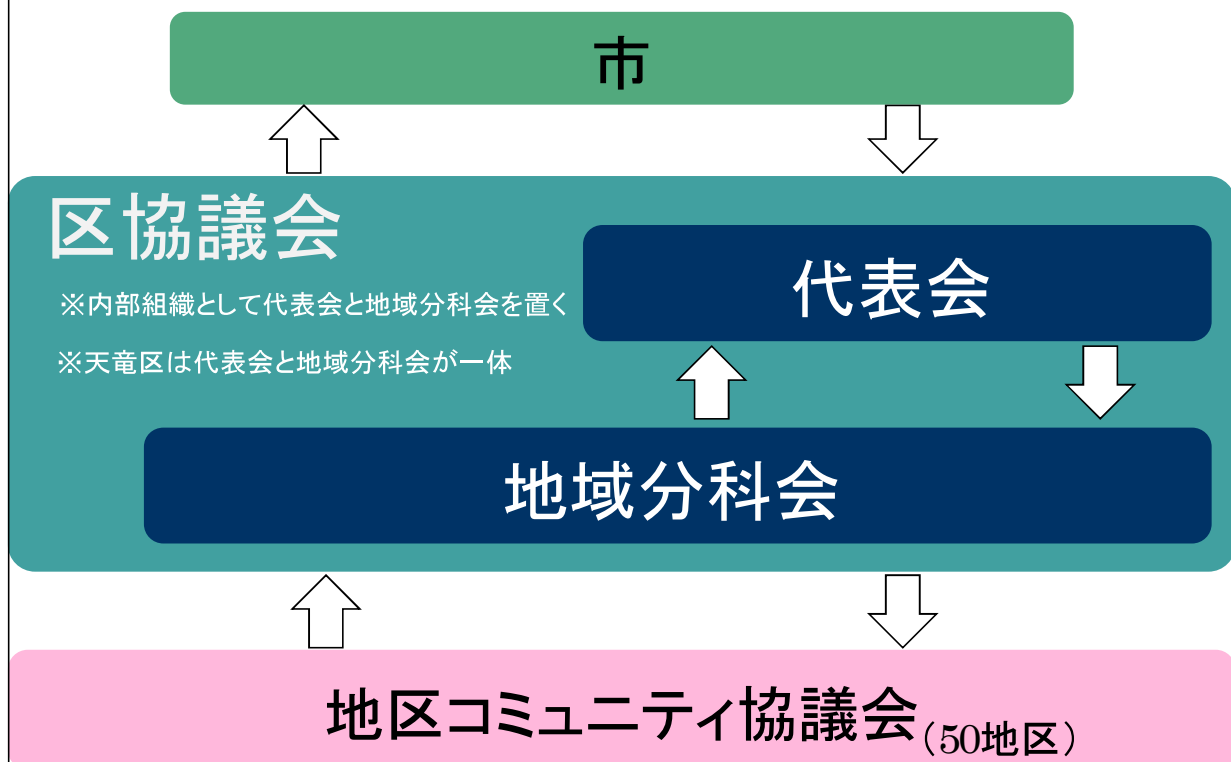 市
区協議会
※内部組織として代表会と地域分科会を置く
※天竜区は代表会と地域分科会が一体
代表会
地域分科会
地区コミュニティ協議会(50地区)